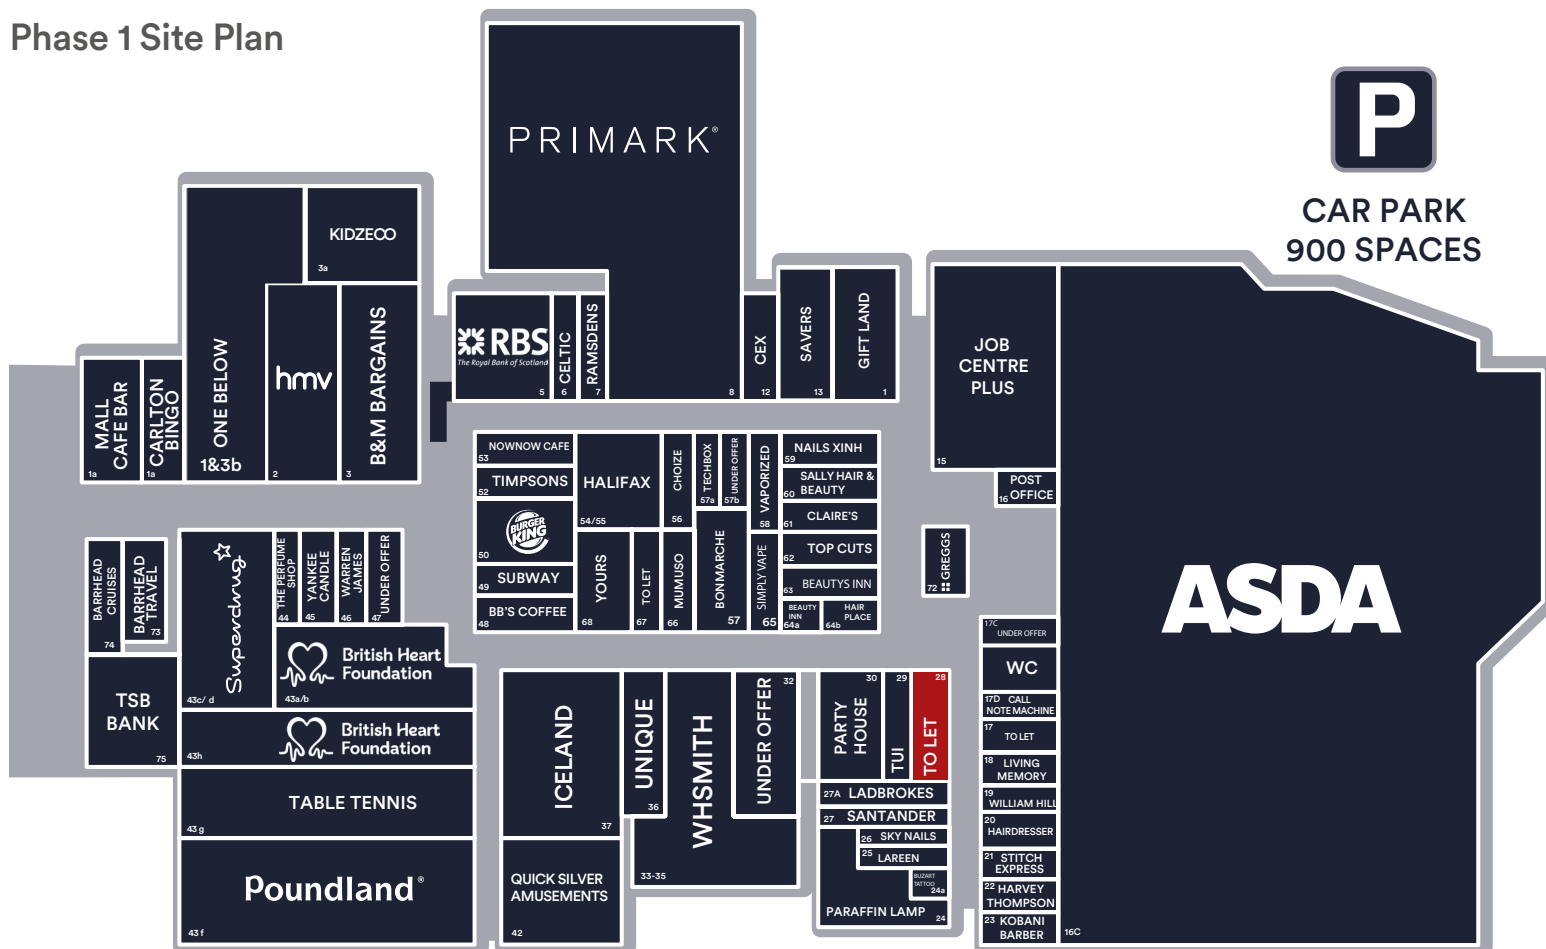 Phase 1 Site Plan
PRIMARK®
P
CAR PARK
900 SPACES
KIDZECO
3a
ONE BELOW
1&3b
hmv
2
B&M BARGAINS
3
MALL
CAFE BAR
1a
CARLTON
BINGO
1a
RBS
The Royal Bank of Scotland
5
CELTIC
6
RAMSDENS
7
8
CEX
12
SAVERS
13
GIFT LAND
1
JOB
CENTRE
PLUS
15
POST
OFFICE
16
ASDA
16C
NOWNOW CAFE
53
TIMPSONS
52
BURGER
KING
50
SUBWAY
49
BB'S COFFEE
48
HALIFAX
54/55
CHOIZE
56
TECHBOX
57a
UNDER OFFER
57b
VAPORIZED
58
NAILS XINH
59
SALLY HAIR &
BEAUTY
60
CLAIRE'S
61
TOP CUTS
62
BEAUTYS INN
63
BEAUTY
INN
64a
HAIR
PLACE
64b
YOURS
68
TO LET
67
MUMUSO
66
BONMARCHE
57
SIMPLY VAPE
65
GREGGS
72
BARRHEAD
CRUISES
74
BARRHEAD
TRAVEL
73
TSB
BANK
75
Superdrug
43c/ d
THE PERFUME
SHOP
44
YANKEE
CANDLE
45
WARREN
JAMES
46
UNDER OFFER
47
British Heart
Foundation
43a/b
British Heart
Foundation
43h
TABLE TENNIS
43 g
Poundland®
43 f
ICELAND
37
UNIQUE
36
WHSMITH
33-35
UNDER OFFER
32
QUICK SILVER
AMUSEMENTS
42
PARTY
HOUSE
30
TUI
29
TO LET
28
27A LADBROKES
27 SANTANDER
26 SKY NAILS
25 LAREEN
BUZART
TATTOO
24a
PARAFFIN LAMP
24
17C
UNDER OFFER
WC
17D CALL
NOTE MACHINE
17
TO LET
18 LIVING
MEMORY
19
WILLIAM HILL
20
HAIRDRESSER
21 STITCH
EXPRESS
22 HARVEY
THOMPSON
23 KOBANI
BARBER